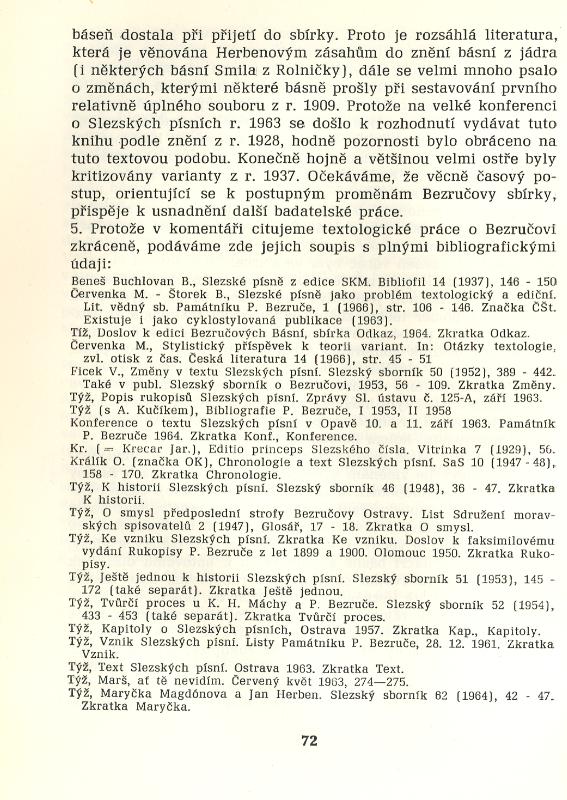 báseň dostala při přijetí do sbírky. Proto je rozsáhlá literatura,
která je věnována Herbenovým zásahům do znění básní z jádra
(i některých básní Smila z Rolničky), dále se velmi mnoho psalo
o změnách, kterými některé básně prošly při sestavování prvního
relativně úplného souboru z r. 1909. Protože na velké konferenci
o Slezských písních r. 1963 se došlo k rozhodnutí vydávat tuto
knihu podle znění z r. 1928, hodně pozornosti bylo obráceno na
tuto textovou podobu. Konečně hojně a většinou velmi ostře byly
kritizovány varianty z r. 1937. Očekáváme, že věcně časový po-
stup, orientující se k postupným proměnám Bezručovy sbírky,
přispěje k usnadnění další badatelské práce.
5. Protože v komentáři citujeme textologické práce o Bezručovi
zkráceně, podáváme zde jejich soupis s plnými bibliografickými
údaji:
Beneš Buchlovan B., Slezské písně z edice SKM. Bibliofil 14 (1937), 146 - 150
Červenka M. - Štorek B., Slezské písně jako problém textologický a ediční.
Lit. vědný sb. Památníku P. Bezruče, 1 (1966), str. 106 - 146. Značka ČŠt.
Existuje i jako cyklostylovaná publikace (1963).
Tíž, Doslov k edici Bezručových Básní, sbírka Odkaz, 1964. Zkratka Odkaz.
Červenka M., Stylistický příspěvek k teorii variant. In: Otázky textologie,
zvl. otisk z čas. Česká literatura 14 (1966), str. 45 - 51
Ficek V., Změny v textu Slezských písní. Slezský sborník 50 (1952), 389 - 442.
Také v publ. Slezský sborník o Bezručovi, 1953, 56 - 109. Zkratka Změny.
Týž, Popis rukopisů Slezských písní. Zprávy Sl. ústavu č. 125-A, září 1963.
Týž (s A. Kučíkem), Bibliografie P. Bezruče, I 1953, II 1958
Konference o textu Slezských písní v Opavě 10. a 11. září 1963. Památník
P. Bezruče 1964. Zkratka Konf., Konference.
Kr. (= Krecar Jar.), Editio princeps Slezského čísla. Vitrinka 7 (1929), 56.
Králík O. (značka OK), Chronologie a text Slezských písní. SaS 10 (1947-48),
158 - 170. Zkratka Chronologie.
Týž, K historii Slezských písní. Slezský sborník 46 (1948), 36 - 47. Zkratka
K historii.
Týž, O smysl předposlední strofy Bezručovy Ostravy. List Sdružení morav-
ských spisovatelů 2 (1947), Glosář, 17 - 18. Zkratka O smysl.
Týž, Ke vzniku Slezských písní. Zkratka Ke vzniku. Doslov k faksimilovému
vydání Rukopisy P. Bezruče z let 1899 a 1900. Olomouc 1950. Zkratka Ruko-
pisy.
Týž, Ještě jednou k historii Slezských písní. Slezský sborník 51 (1953), 145 -
172 (také separát). Zkratka Ještě jednou.
Týž, Tvůrčí proces u K. H. Máchy a P. Bezruče. Slezský sborník 52 (1954),
433 - 453 (také separát). Zkratka Tvůrčí proces.
Týž, Kapitoly o Slezských písních, Ostrava 1957. Zkratka Kap., Kapitoly.
Týž, Vznik Slezských písní. Listy Památníku P. Bezruče, 28. 12. 1961. Zkratka
Vznik.
Týž, Text Slezských písní. Ostrava 1963. Zkratka Text.
Týž, Marš, ať tě nevidím. Červený květ 1963, 274—275.
Týž, Maryčka Magdónova a Jan Herben. Slezský sborník 62 (1964), 42 - 47.
Zkratka Maryčka.
72